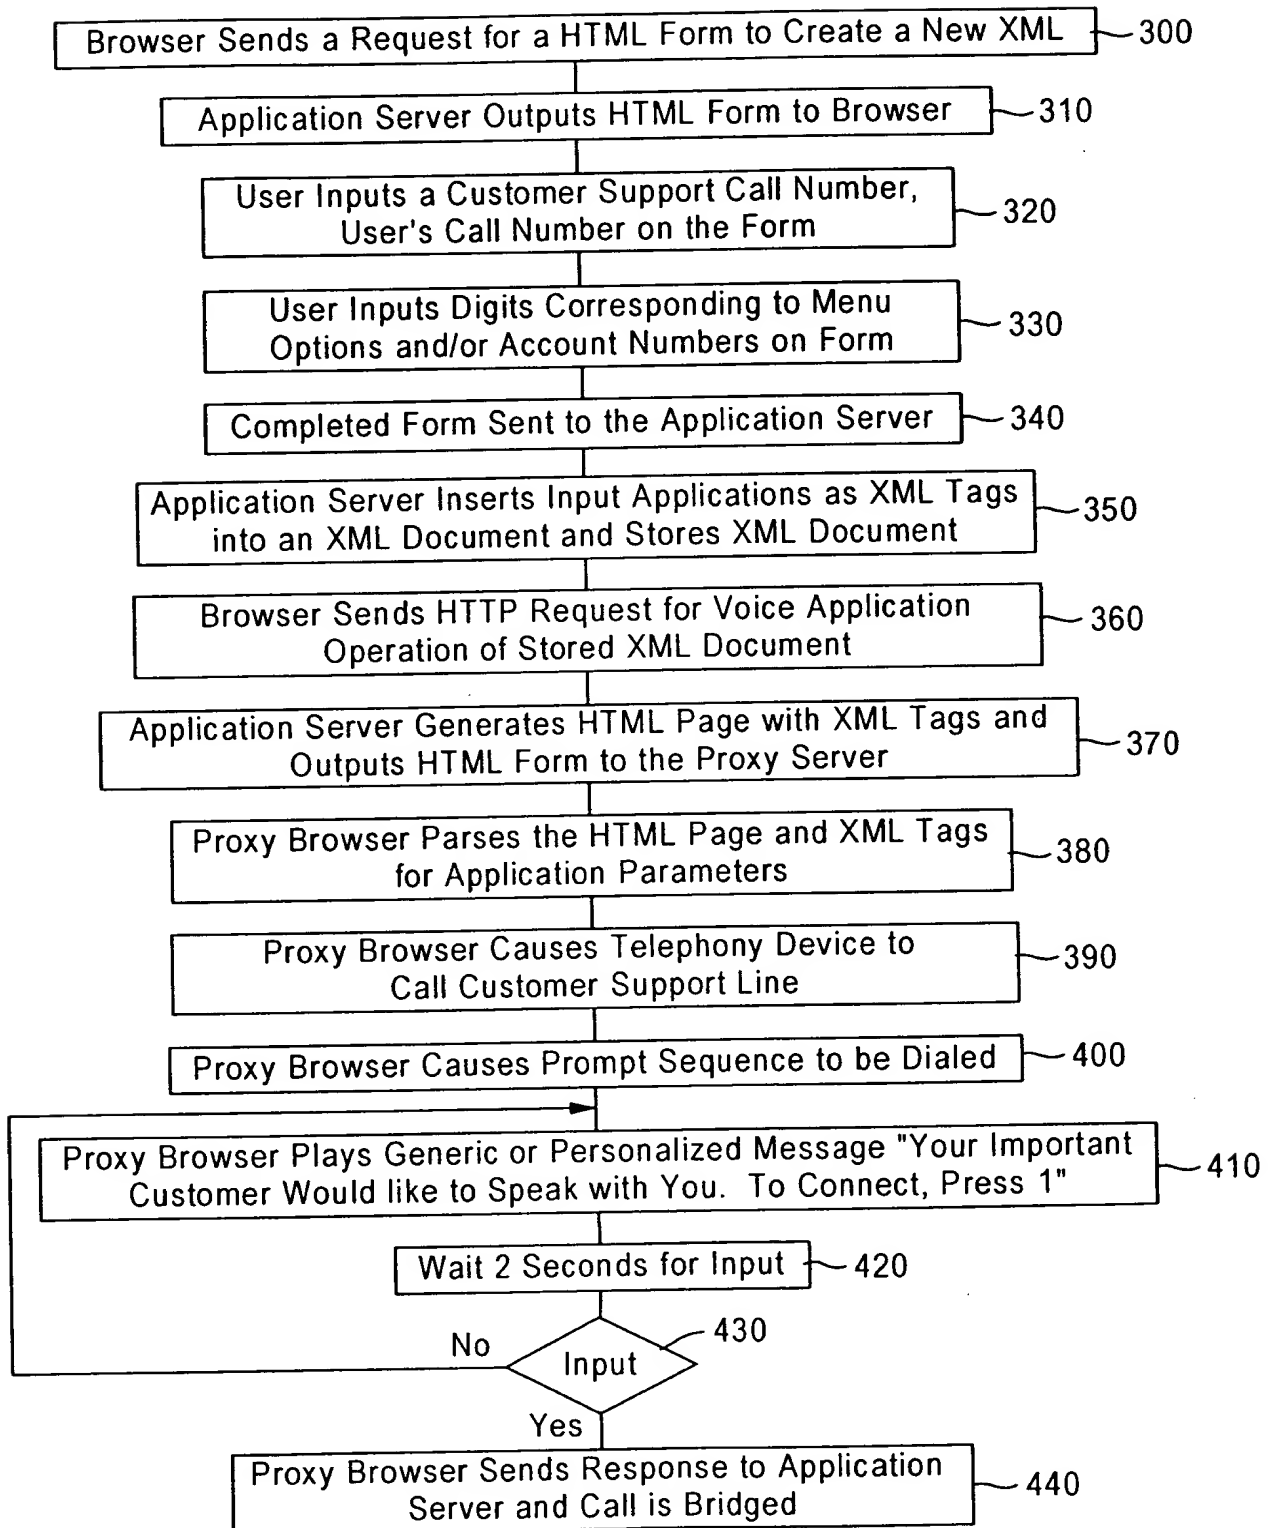 Browser Sends a Request for a HTML Form to Create a New XML 300
Application Server Outputs HTML Form to Browser 310
User Inputs a Customer Support Call Number, 320
User's Call Number on the Form
User Inputs Digits Corresponding to Menu 330
Options and/or Account Numbers on Form
Completed Form Sent to the Application Server 340
Application Server Inserts Input Applications as XML Tags 350
into an XML Document and Stores XML Document
Browser Sends HTTP Request for Voice Application 360
Operation of Stored XML Document
Application Server Generates HTML Page with XML Tags and 370
Outputs HTML Form to the Proxy Server
Proxy Browser Parses the HTML Page and XML Tags 380
for Application Parameters
Proxy Browser Causes Telephony Device to 390
Call Customer Support Line
Proxy Browser Causes Prompt Sequence to be Dialed 400
Proxy Browser Plays Generic or Personalized Message "Your Important 410
Customer Would like to Speak with You. To Connect, Press 1"
Wait 2 Seconds for Input 420
No 430
Input
Yes
Proxy Browser Sends Response to Application 440
Server and Call is Bridged